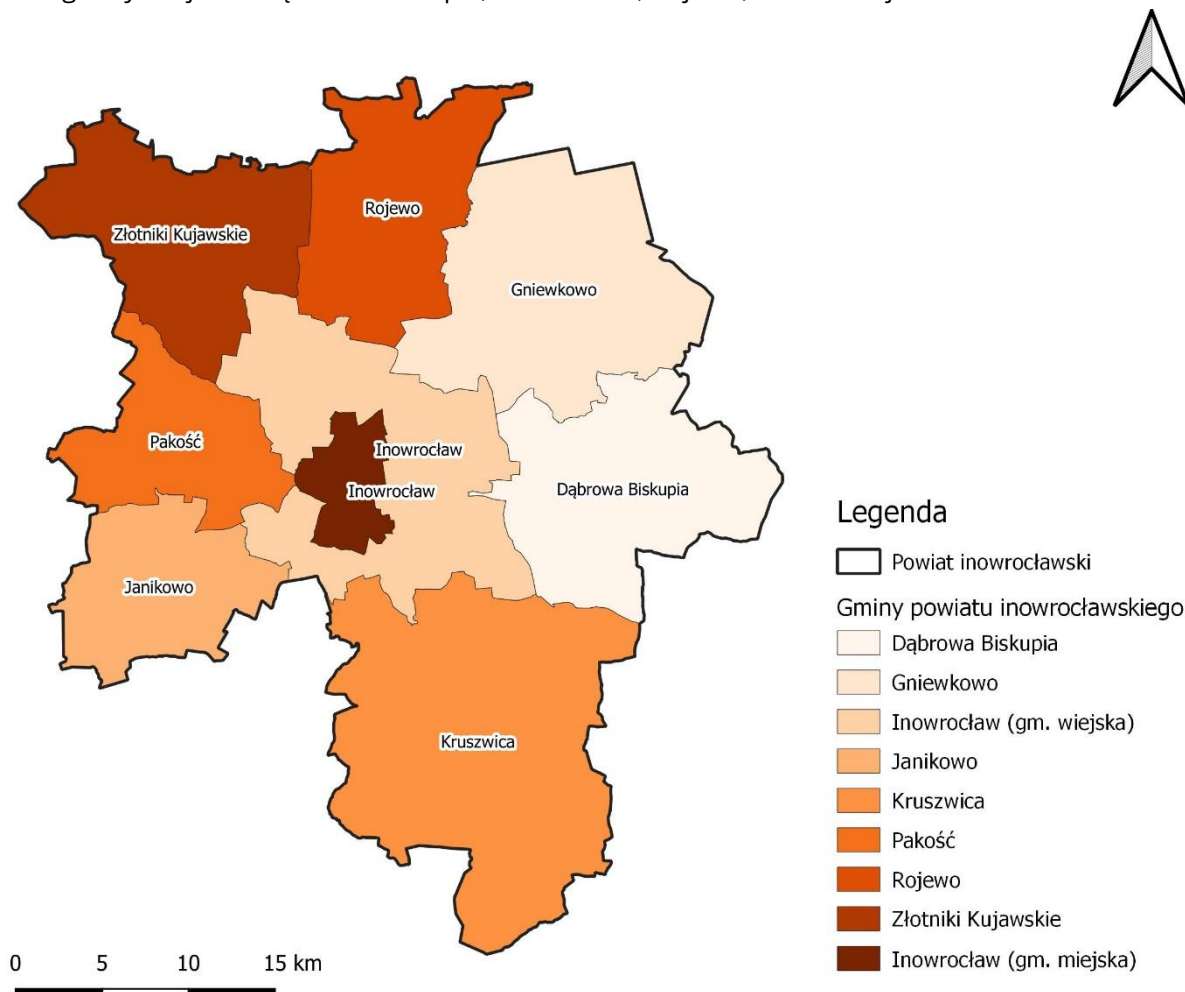 Rojewo
Złotniki Kujawskie
Gniewkowo
Pakość
Inowrocław
Inowrocław
Dąbrowa Biskupia
Janikowo
Kruszwica
Legenda
Powiat inowrocławski
Gminy powiatu inowrocławskiego
Dąbrowa Biskupia
Gniewkowo
Inowrocław (gm. wiejska)
Janikowo
Kruszwica
Pakość
Rojewo
Złotniki Kujawskie
Inowrocław (gm. miejska)
0 5 10 15 km